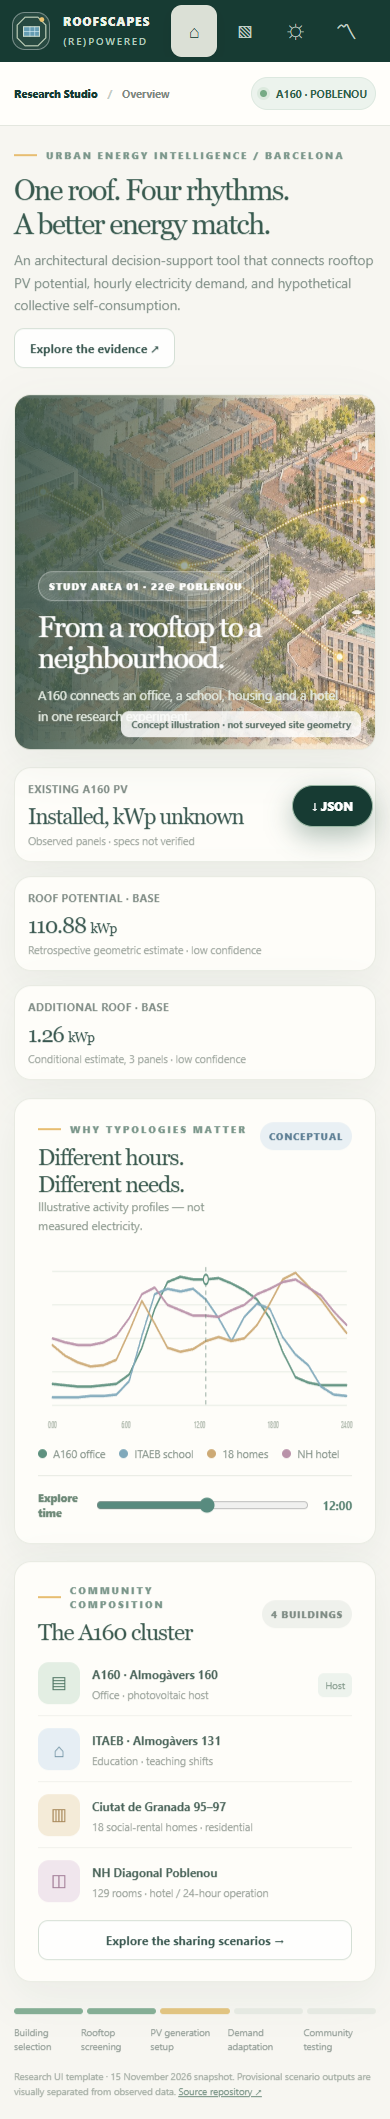 ROOFSCAPES
(RE)POWERED
Research Studio / Overview
A160 · POBLENOU
URBAN ENERGY INTELLIGENCE / BARCELONA
One roof. Four rhythms.
A better energy match.
An architectural decision-support tool that connects rooftop
PV potential, hourly electricity demand, and hypothetical
collective self-consumption.
Explore the evidence ↗
STUDY AREA 01 · 22@ POBLENOU
From a rooftop to a
neighbourhood.
A160 connects an office, a school, housing and a hotel
in one research experiment.
Concept illustration · not surveyed site geometry
EXISTING A160 PV
Installed, kWp unknown
Observed panels · specs not verified
↓ JSON
ROOF POTENTIAL · BASE
110.88 kWp
Retrospective geometric estimate · low confidence
ADDITIONAL ROOF · BASE
1.26 kWp
Conditional estimate, 3 panels · low confidence
WHY TYPOLOGIES MATTER
CONCEPTUAL
Different hours.
Different needs.
Illustrative activity profiles — not
measured electricity.
0:00 6:00 12:00 18:00 24:00
A160 office ITAEB school 18 homes NH hotel
Explore
time
12:00
COMMUNITY
COMPOSITION
4 BUILDINGS
The A160 cluster
A160 · Almogàvers 160
Office · photovoltaic host
Host
ITAEB · Almogàvers 131
Education · teaching shifts
Ciutat de Granada 95–97
18 social-rental homes · residential
NH Diagonal Poblenou
129 rooms · hotel / 24-hour operation
Explore the sharing scenarios →
Building
selection
Rooftop
screening
PV generation
setup
Demand
adaptation
Community
testing
Research UI template · 15 November 2026 snapshot. Provisional scenario outputs are
visually separated from observed data. Source repository ↗